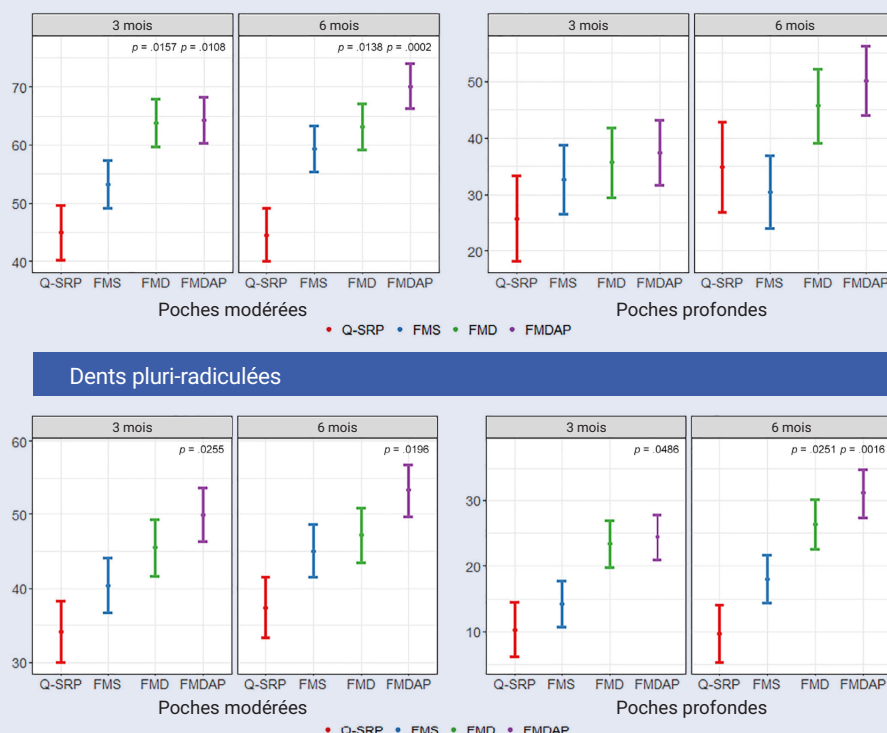 3 mois 6 mois 3 mois 6 mois
p = .0157 p = .0108 p = .0138 p = .0002
70
60
50
40
50
40
30
20
Q-SRP FMS FMD FMDAP Q-SRP FMS FMD FMDAP Q-SRP FMS FMD FMDAP Q-SRP FMS FMD FMDAP
Poches modérées Poches profondes
Q-SRP FMS FMD FMDAP
Dents pluri-radiculées
3 mois 6 mois 3 mois 6 mois
p = .0255 p = .0196 p = .0486 p = .0251 p = .0016
60
50
40
30
30
20
10
Q-SRP FMS FMD FMDAP Q-SRP FMS FMD FMDAP Q-SRP FMS FMD FMDAP Q-SRP FMS FMD FMDAP
Poches modérées Poches profondes
Q-SRP FMS FMD FMDAP